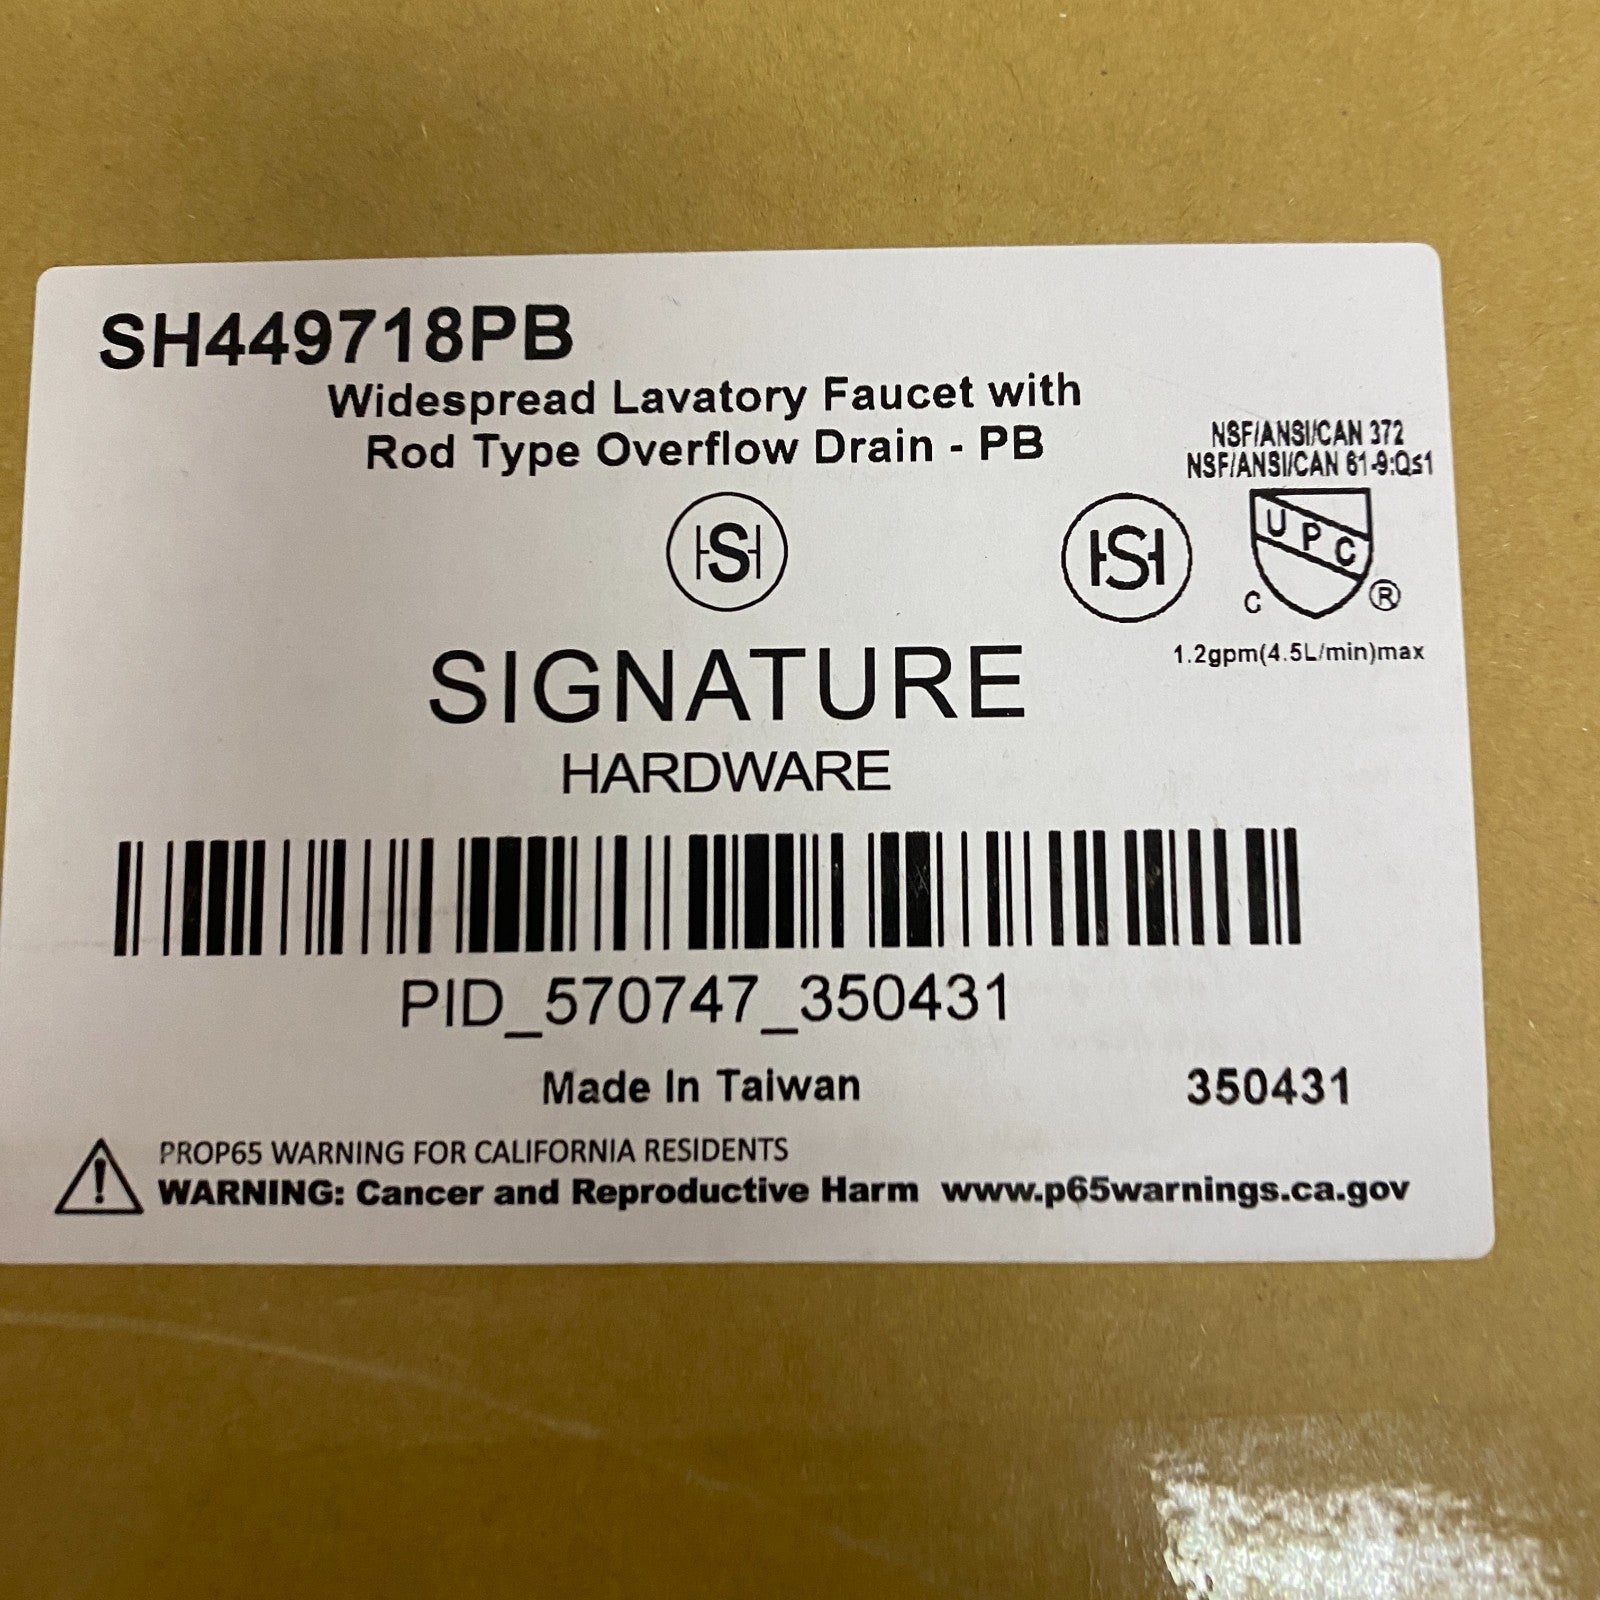 SH449718PB
Widespread Lavatory Faucet with
Rod Type Overflow Drain - PB
NSF/ANSI/CAN 372
NSF/ANSI/CAN 61-9:Q≤1
HSH
HSH
UPC
C ®
1.2gpm(4.5L/min)max
SIGNATURE
HARDWARE
PID_570747_350431
Made In Taiwan 350431
PROP65 WARNING FOR CALIFORNIA RESIDENTS
WARNING: Cancer and Reproductive Harm www.p65warnings.ca.gov